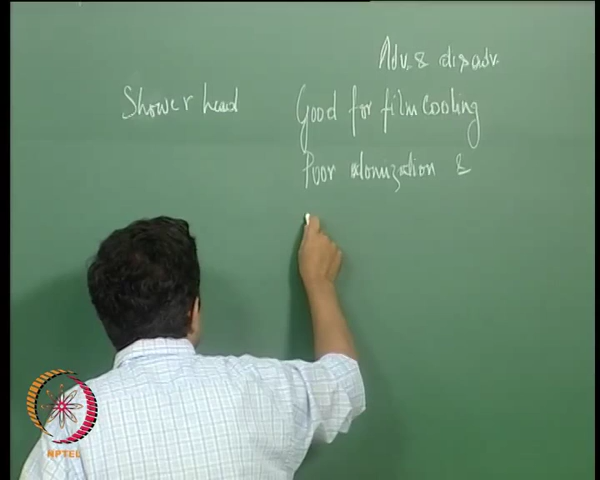 Adv. & disadv.
Shower head Good for film cooling
Poor atomization &
NPTEL